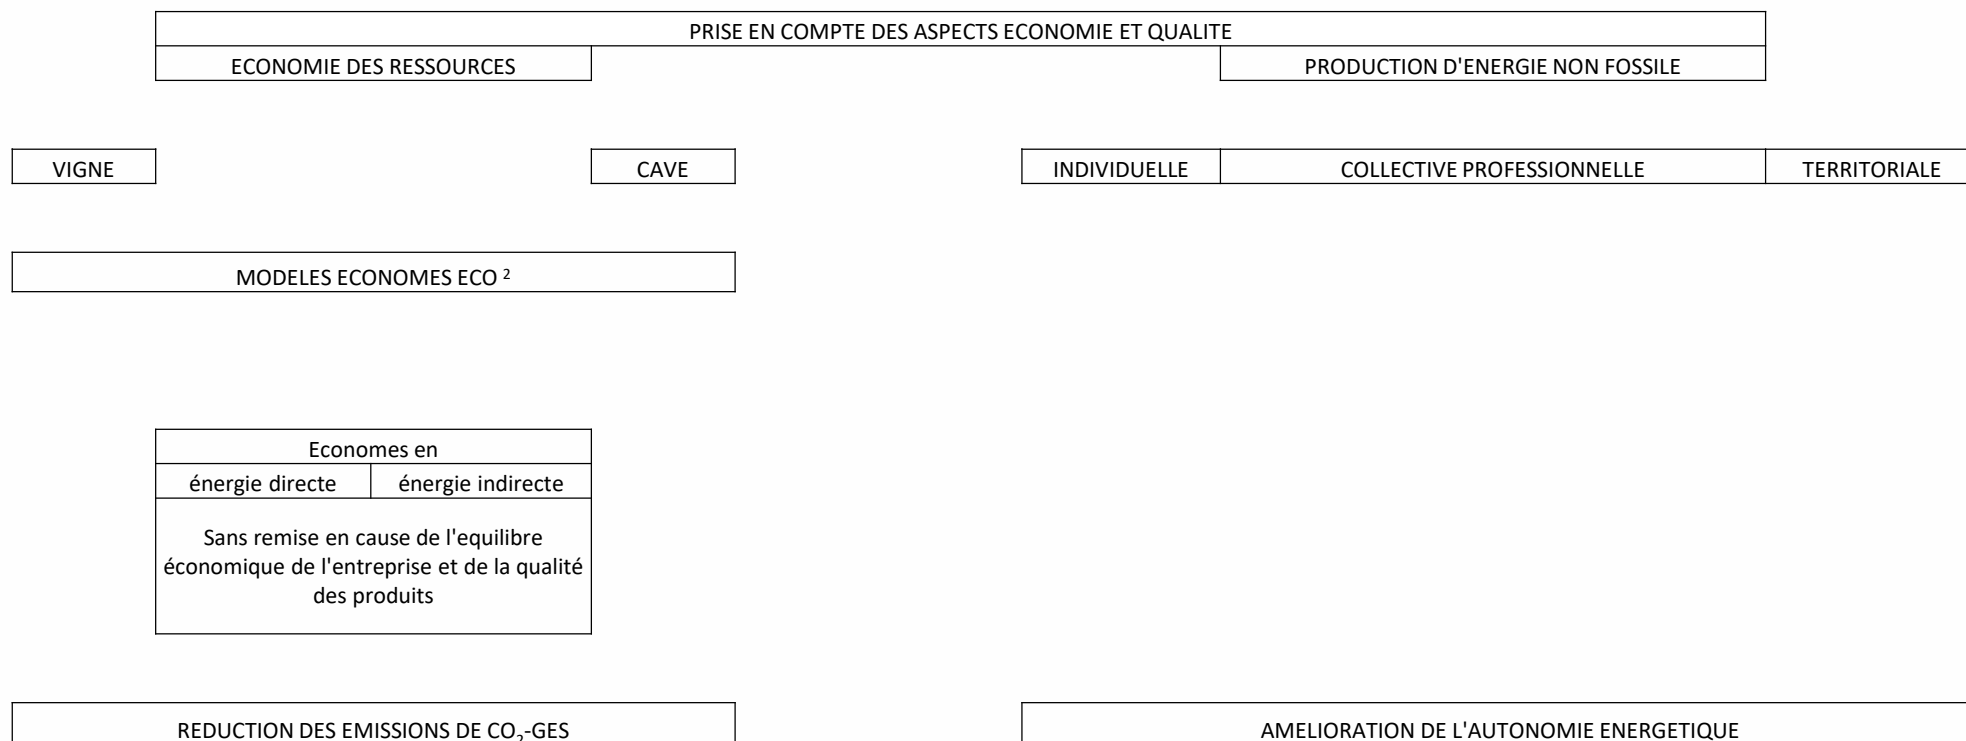 PRISE EN COMPTE DES ASPECTS ECONOMIE ET QUALITE
ECONOMIE DES RESSOURCES
PRODUCTION D'ENERGIE NON FOSSILE
VIGNE
CAVE
INDIVIDUELLE
COLLECTIVE PROFESSIONNELLE
TERRITORIALE
MODELES ECONOMES ECO ²
Economes en
énergie directe
énergie indirecte
Sans remise en cause de l'equilibre
économique de l'entreprise et de la qualité
des produits
REDUCTION DES EMISSIONS DE CO₂-GES
AMELIORATION DE L'AUTONOMIE ENERGETIQUE